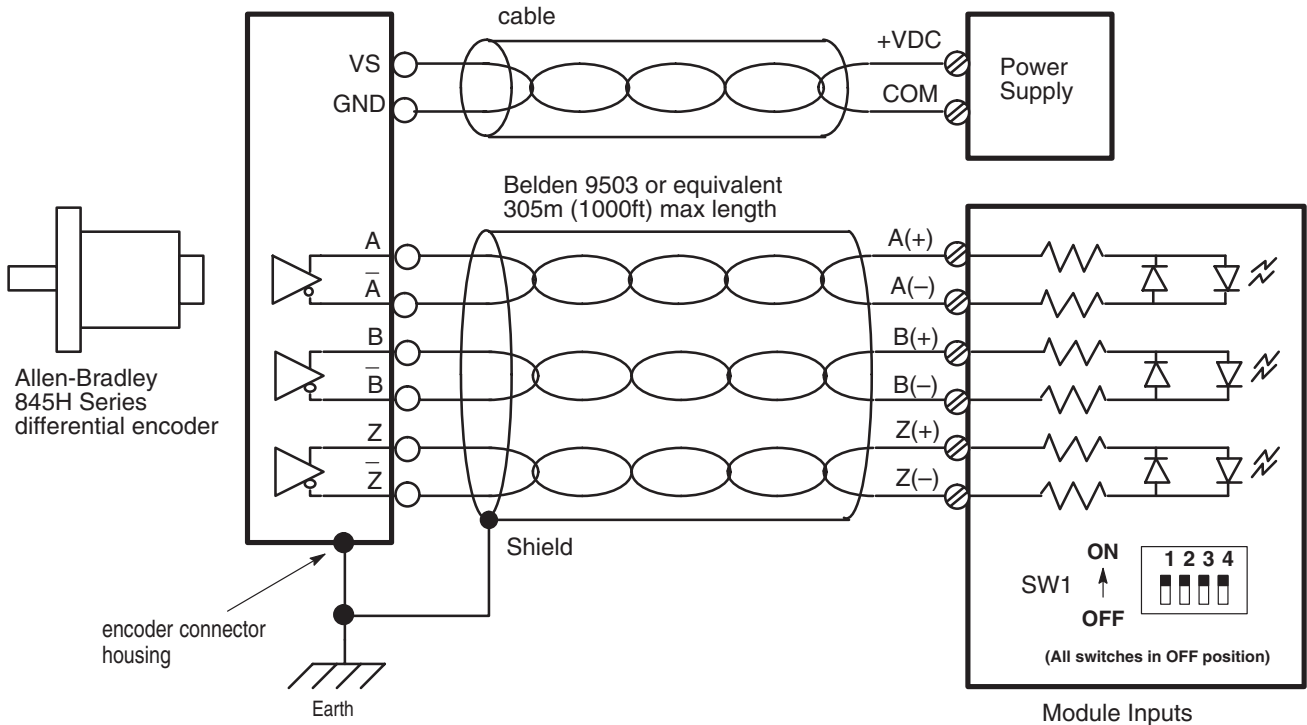 cable
VS
GND
+VDC
COM
Power
Supply
Belden 9503 or equivalent
305m (1000ft) max length
A
A̅
B
B̅
Z
Z̅
A(+)
A(–)
B(+)
B(–)
Z(+)
Z(–)
Allen-Bradley
845H Series
differential encoder
Shield
encoder connector
housing
Earth
SW1
ON
OFF
1 2 3 4
(All switches in OFF position)
Module Inputs